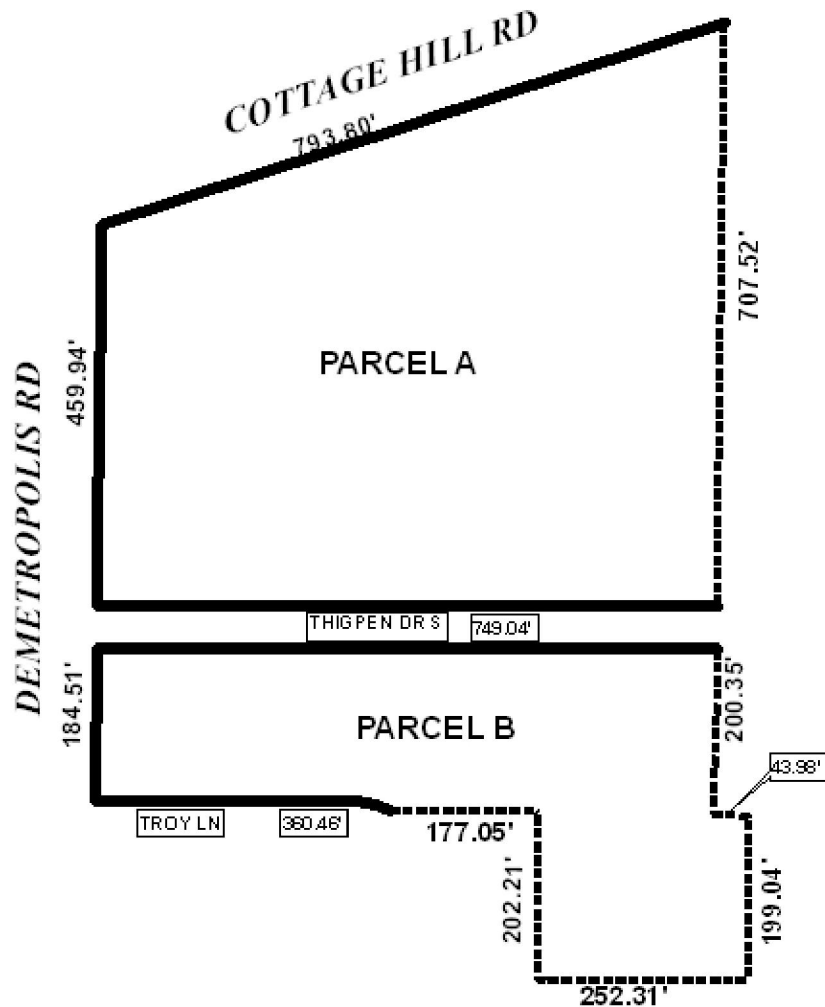 COTTAGE HILL RD
793.80'
707.52'
PARCEL A
459.94'
DEMETROPOLIS RD
THIGPEN DR S 749.04'
184.51'
PARCEL B
200.35'
43.98'
TROY LN 360.46'
177.05'
202.21'
199.04'
252.31'